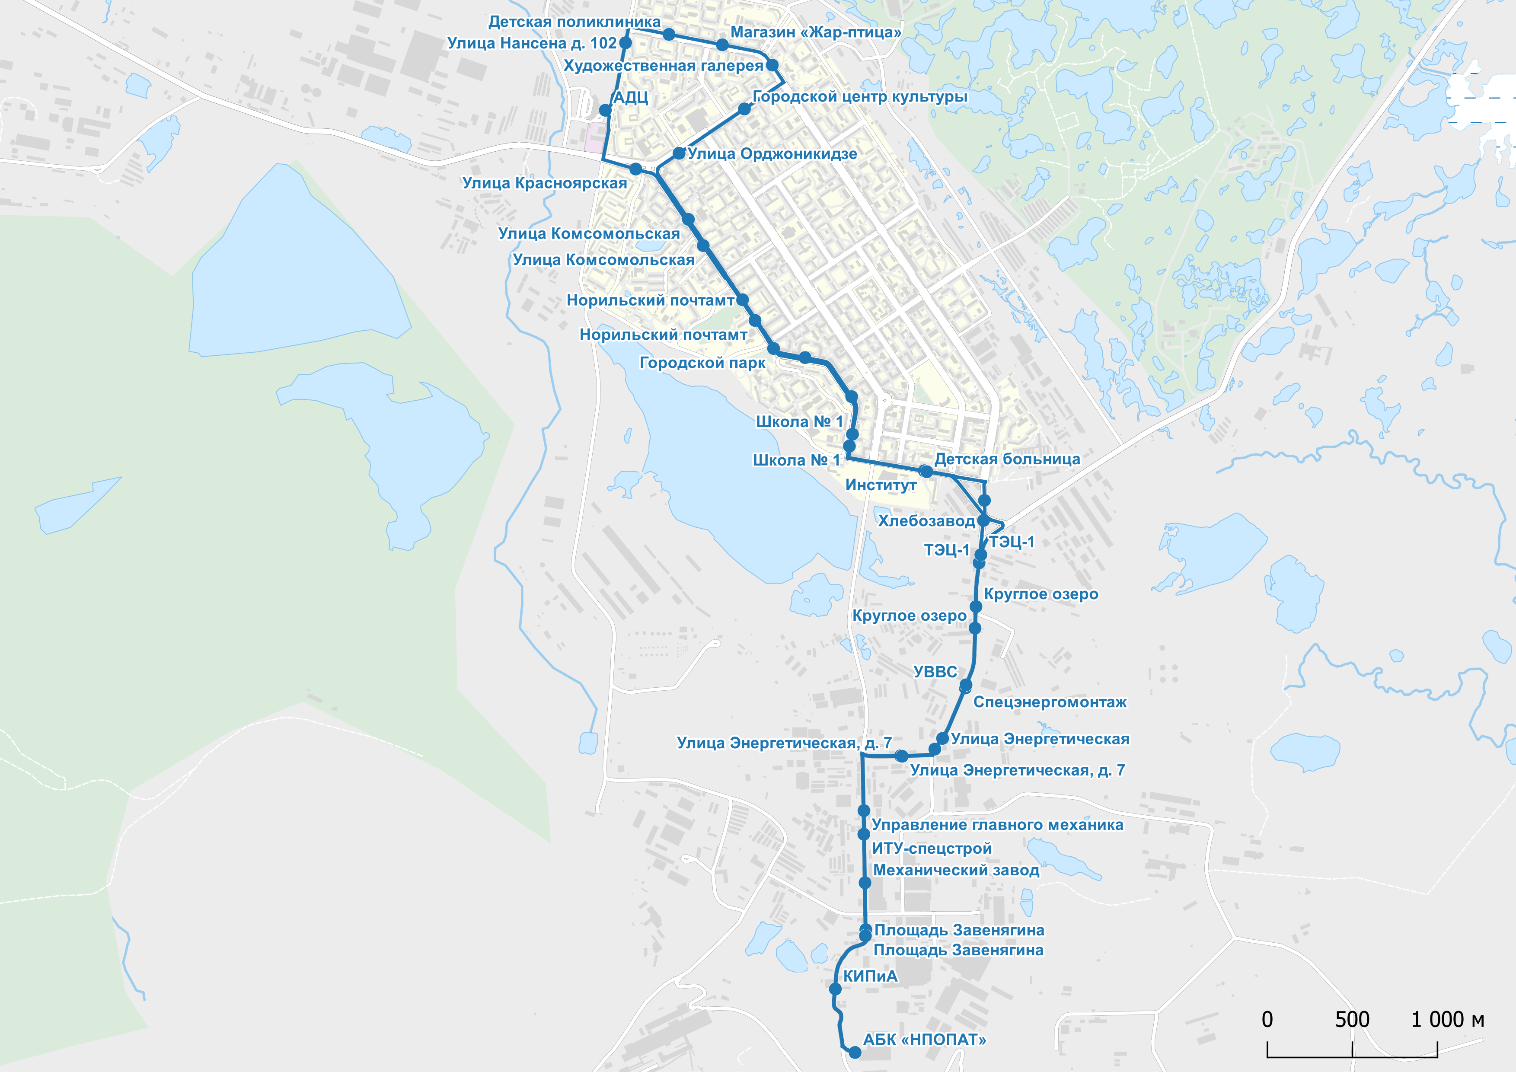 Детская поликлиника
Магазин «Жар-птица»
Улица Нансена д. 102
Художественная галерея
АДЦ
Городской центр культуры
Улица Орджоникидзе
Улица Красноярская
Улица Комсомольская
Улица Комсомольская
Норильский почтамт
Норильский почтамт
Городской парк
Школа № 1
Школа № 1
Детская больница
Институт
Хлебозавод
ТЭЦ-1
ТЭЦ-1
Круглое озеро
Круглое озеро
УВВС
Спецэнергомонтаж
Улица Энергетическая
Улица Энергетическая, д. 7
Улица Энергетическая, д. 7
Управление главного механика
ИТУ-спецстрой
Механический завод
Площадь Завенягина
Площадь Завенягина
КИПиА
АБК «НПОПАТ»
0 500 1 000 м